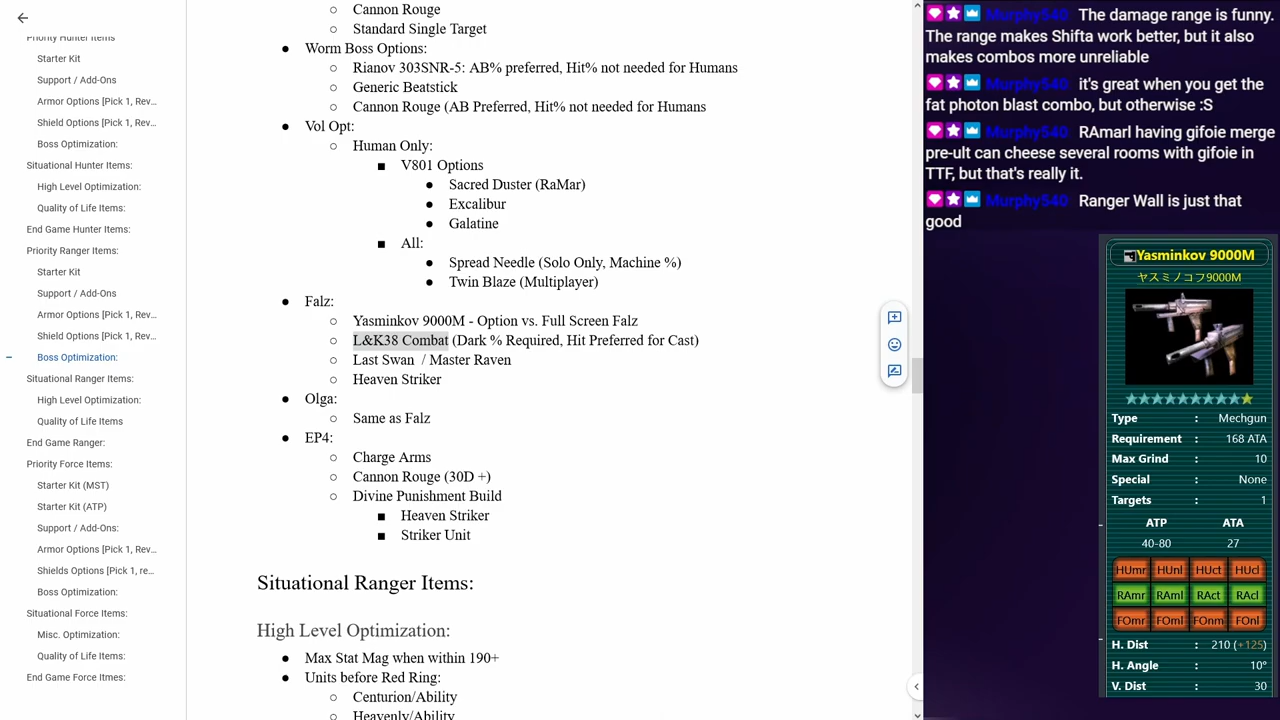 Priority Hunter Items
Starter Kit
Support / Add-Ons
Armor Options [Pick 1, Rev...
Shield Options [Pick 1, Rev...
Boss Optimization:
Situational Hunter Items:
High Level Optimization:
Quality of Life Items:
End Game Hunter Items:
Priority Ranger Items:
Starter Kit
Support / Add-Ons:
Armor Options [Pick 1, Rev...
Shield Options [Pick 1, Rev...
Boss Optimization:
Situational Ranger Items:
High Level Optimization:
Quality of Life Items
End Game Ranger:
Priority Force Items:
Starter Kit (MST)
Starter Kit (ATP)
Support / Add-Ons:
Armor Options [Pick 1, Rev...
Shields Options [Pick 1, re...
Boss Optimization:
Situational Force Items:
Misc. Optimization:
Quality of Life Items:
End Game Force Itmes:
Cannon Rouge
Standard Single Target
Worm Boss Options:
Rianov 303SNR-5: AB% preferred, Hit% not needed for Humans
Generic Beatstick
Cannon Rouge (AB Preferred, Hit% not needed for Humans
Vol Opt:
Human Only:
V801 Options
Sacred Duster (RaMar)
Excalibur
Galatine
All:
Spread Needle (Solo Only, Machine %)
Twin Blaze (Multiplayer)
Falz:
Yasminkov 9000M - Option vs. Full Screen Falz
L&K38 Combat (Dark % Required, Hit Preferred for Cast)
Last Swan / Master Raven
Heaven Striker
Olga:
Same as Falz
EP4:
Charge Arms
Cannon Rouge (30D +)
Divine Punishment Build
Heaven Striker
Striker Unit
Situational Ranger Items:
High Level Optimization:
Max Stat Mag when within 190+
Units before Red Ring:
Centurion/Ability
Heavenly/Ability
Murphy540: The damage range is funny.
The range makes Shifta work better, but it also
makes combos more unreliable
Murphy540: it's great when you get the
fat photon blast combo, but otherwise :S
Murphy540: RAmarl having gifoie merge
pre-ult can cheese several rooms with gifoie in
TTF, but that's really it.
Murphy540: Ranger Wall is just that
good
Yasminkov 9000M
ヤスミノコフ9000M
Type : Mechgun
Requirement : 168 ATA
Max Grind : 10
Special : None
Targets : 1
ATP ATA
40-80 27
HUmr HUnl HUct HUcl
RAmr RAml RAct RAcl
FOmr FOml FOnm FOnl
H. Dist : 210 (+125)
H. Angle : 10°
V. Dist : 30